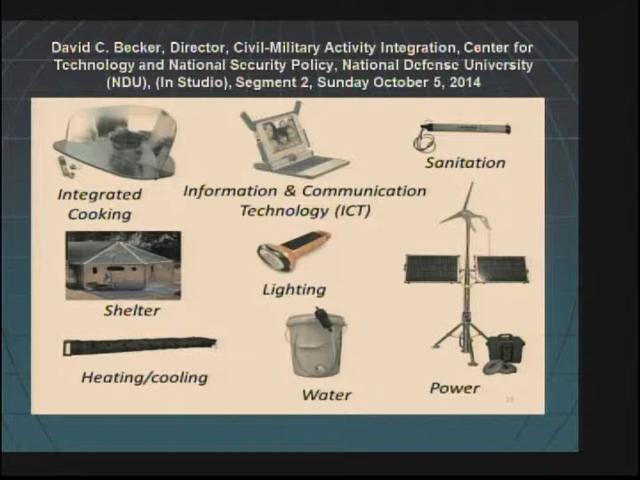 David C. Becker, Director, Civil-Military Activity Integration, Center for
Technology and National Security Policy, National Defense University
(NDU), (In Studio), Segment 2, Sunday October 5, 2014
Integrated
Cooking
Information & Communication
Technology (ICT)
Sanitation
Shelter
Lighting
Heating/cooling
Water
Power